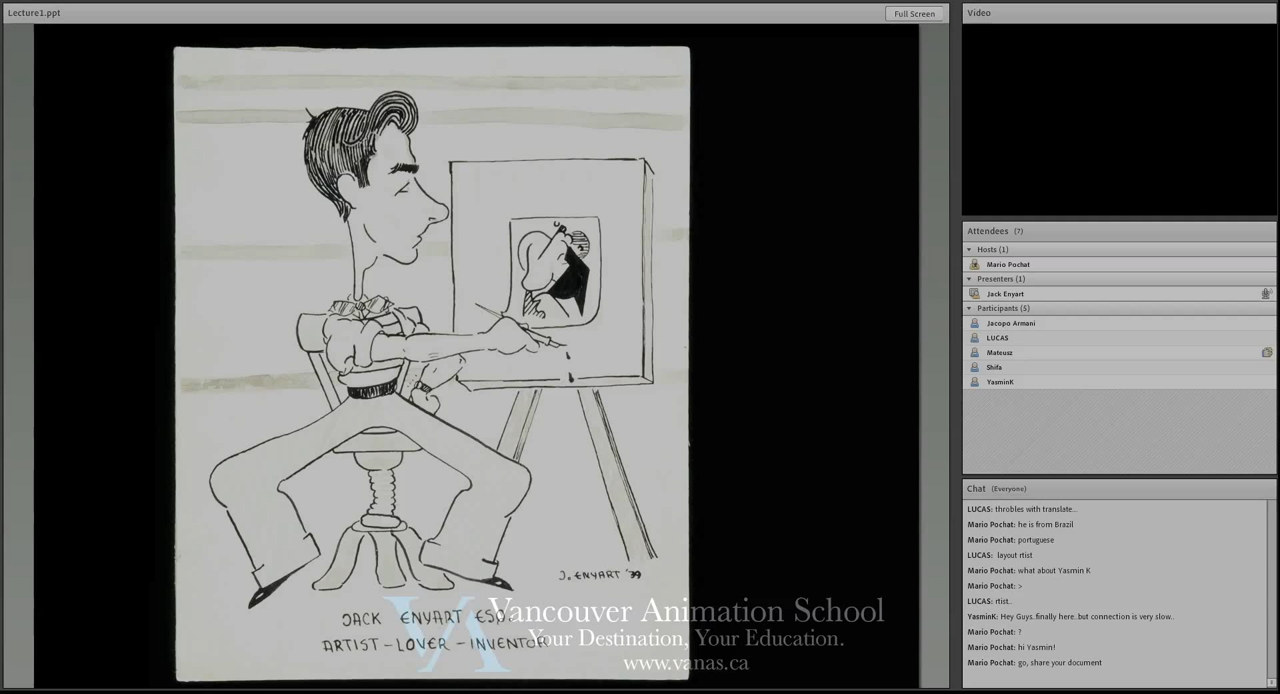 Lecture1.ppt
Full Screen
J. ENYART '39
JACK ENYART ESQ.
ARTIST-LOVER-INVENTOR
VA
Vancouver Animation School
Your Destination, Your Education.
www.vanas.ca
Video
Attendees (7)
Hosts (1)
Mario Pochat
Presenters (1)
Jack Enyart
Participants (5)
Jacopo Armani
LUCAS
Mateusz
Shifa
YasminK
Chat (Everyone)
LUCAS: throbles with translate...
Mario Pochat: he is from Brazil
Mario Pochat: portuguese
LUCAS: layout rtist
Mario Pochat: what about Yasmin K
Mario Pochat: >
LUCAS: rtist..
YasminK: Hey Guys..finally here..but connection is very slow..
Mario Pochat: ?
Mario Pochat: hi Yasmin!
Mario Pochat: go, share your document